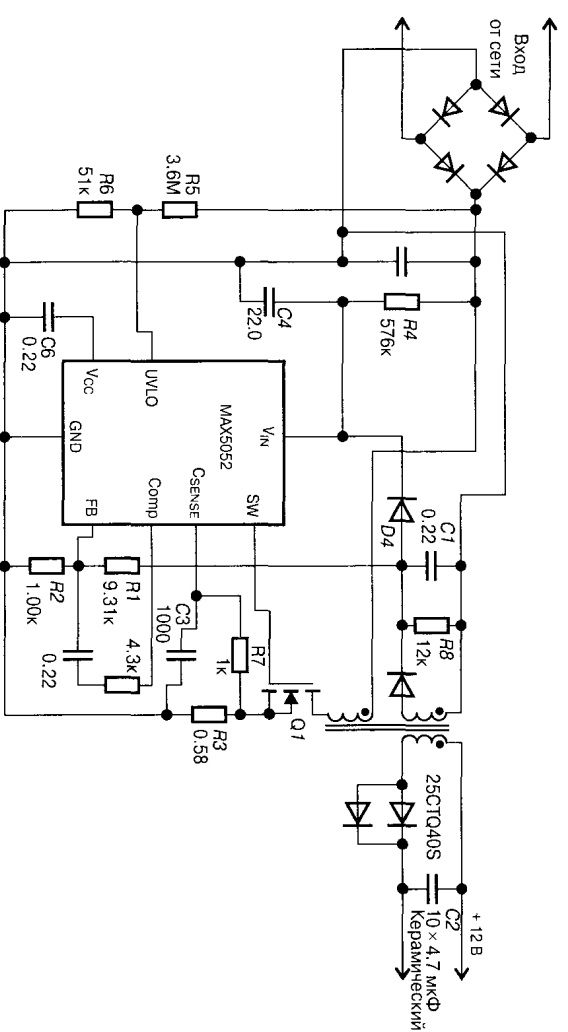 Вход
от сети
R5
3.6М
R6
51к
C6
0.22
C4
22.0
R4
576к
VCC
UVLO
MAX5052
VIN
GND
FB
Comp
CSENSE
SW
D4
C1
0.22
R8
12к
R2
1.00к
R1
9.31к
0.22
4.3к
C3
1000
R7
1к
R3
0.58
Q1
25CTQ40S
+ 12 В
C2
10 × 4.7 мкФ
Керамический